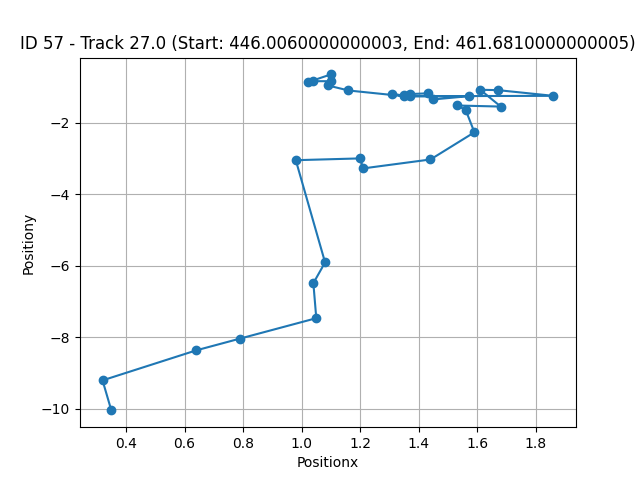 ID 57 - Track 27.0 (Start: 446.0060000000003, End: 461.6810000000005)
Positiony
−2
−4
−6
−8
−10
0.4 0.6 0.8 1.0 1.2 1.4 1.6 1.8
Positionx